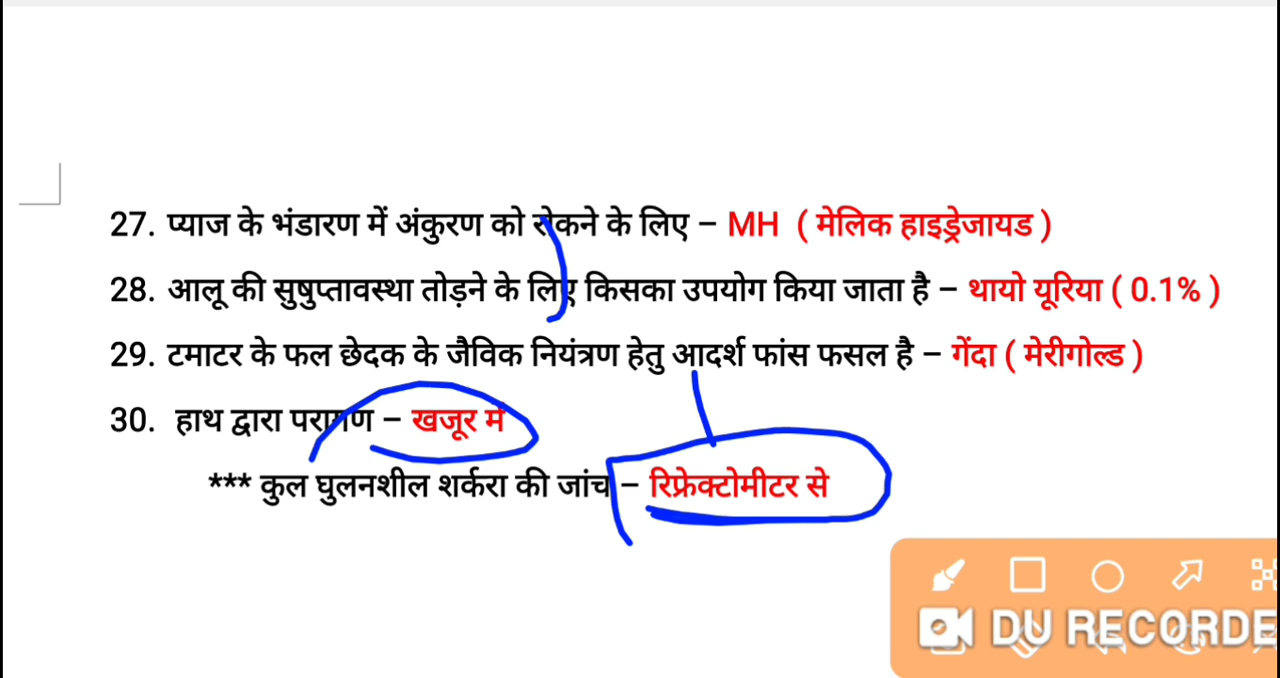 27. प्याज के भंडारण में अंकुरण को रोकने के लिए – MH ( मेलिक हाइड्रेजायड )
28. आलू की सुषुप्तावस्था तोड़ने के लिए किसका उपयोग किया जाता है – थायो यूरिया ( 0.1% )
29. टमाटर के फल छेदक के जैविक नियंत्रण हेतु आदर्श फांस फसल है – गेंदा ( मेरीगोल्ड )
30. हाथ द्वारा परागण – खजूर में
*** कुल घुलनशील शर्करा की जांच – रिफ्रेक्टोमीटर से
DU RECORDE